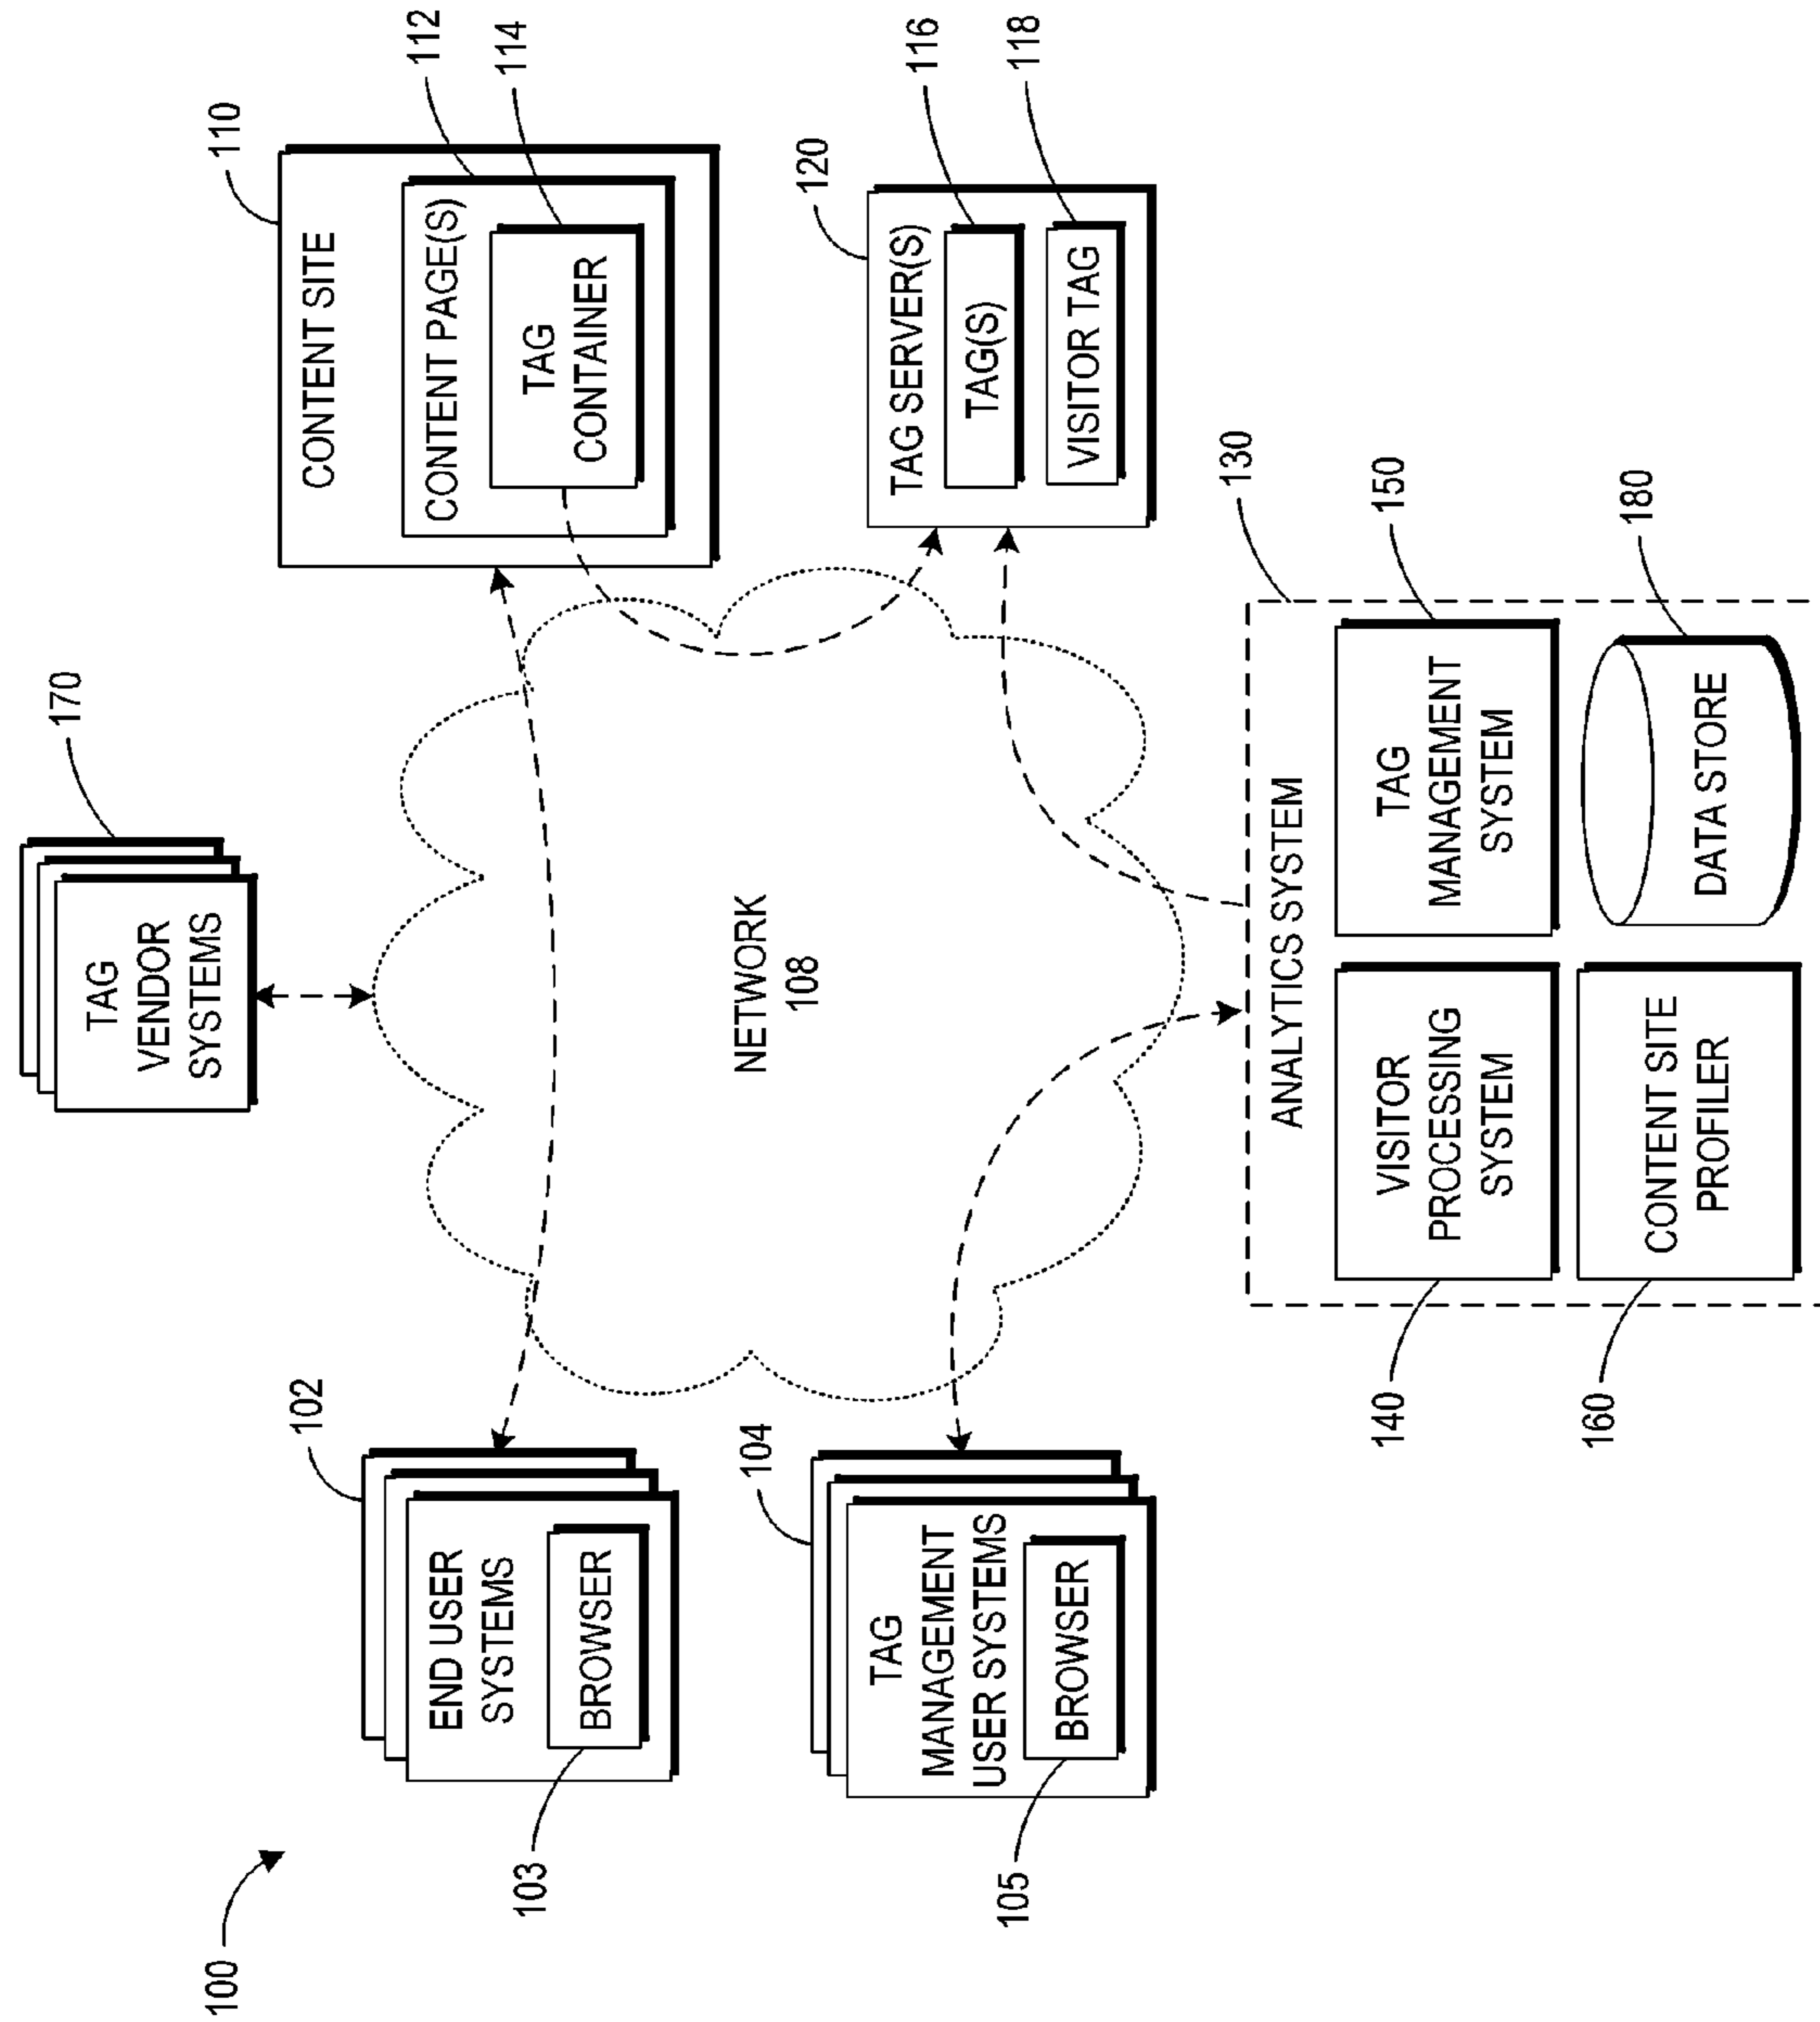 100
170
TAG
VENDOR
SYSTEMS
102
END USER
SYSTEMS
BROWSER
103
104
TAG
MANAGEMENT
USER SYSTEMS
BROWSER
105
NETWORK
108
110
CONTENT SITE
112
CONTENT PAGE(S)
114
TAG
CONTAINER
120
TAG SERVER(S)
116
TAG(S)
118
VISITOR TAG
130
ANALYTICS SYSTEM
140
VISITOR
PROCESSING
SYSTEM
150
TAG
MANAGEMENT
SYSTEM
160
CONTENT SITE
PROFILER
180
DATA STORE